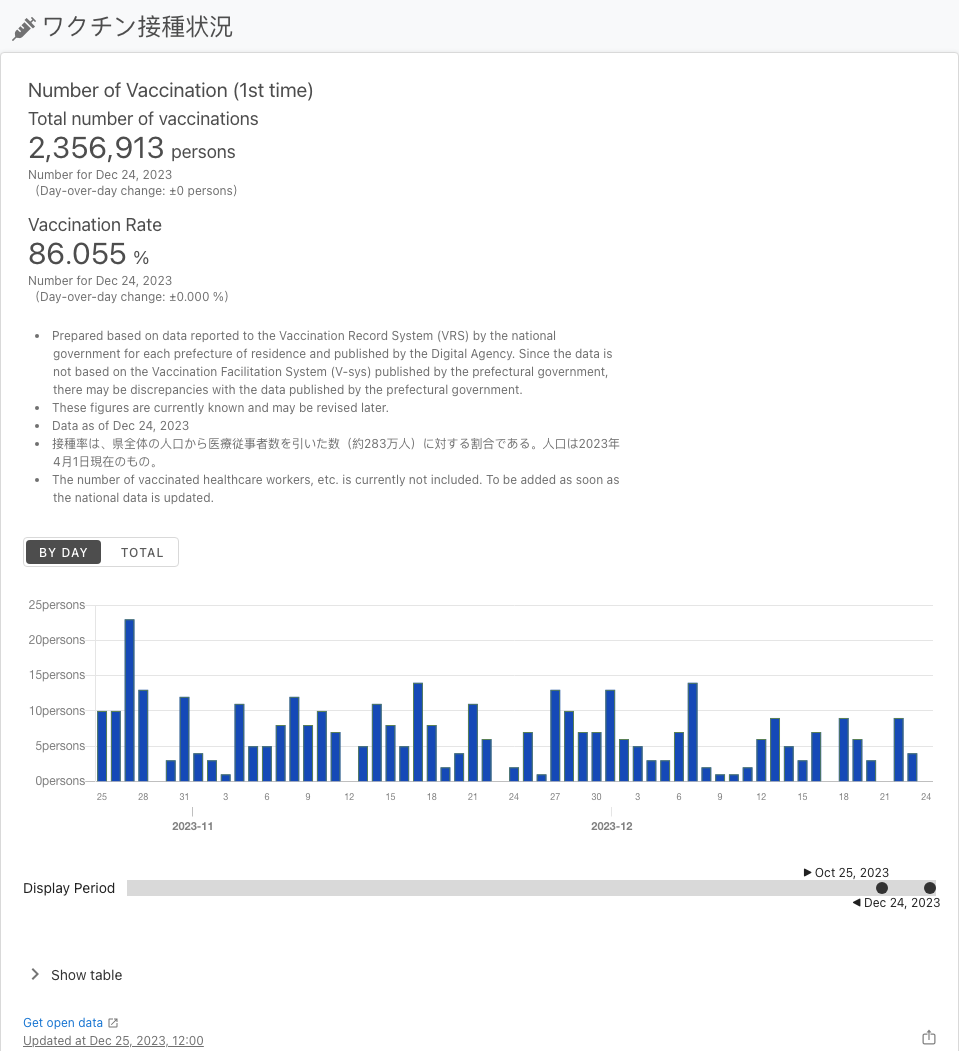 ワクチン接種状況
Number of Vaccination (1st time)
Total number of vaccinations
2,356,913 persons
Number for Dec 24, 2023
(Day-over-day change: ±0 persons)
Vaccination Rate
86.055 %
Number for Dec 24, 2023
(Day-over-day change: ±0.000 %)
• Prepared based on data reported to the Vaccination Record System (VRS) by the national
government for each prefecture of residence and published by the Digital Agency. Since the data is
not based on the Vaccination Facilitation System (V-sys) published by the prefectural government,
there may be discrepancies with the data published by the prefectural government.
• These figures are currently known and may be revised later.
• Data as of Dec 24, 2023
• 接種率は、県全体の人口から医療従事者数を引いた数（約283万人）に対する割合である。人口は2023年
4月1日現在のもの。
• The number of vaccinated healthcare workers, etc. is currently not included. To be added as soon as
the national data is updated.
BY DAY TOTAL
25persons
20persons
15persons
10persons
5persons
0persons
25 28 31 3 6 9 12 15 18 21 24 27 30 3 6 9 12 15 18 21 24
2023-11 2023-12
Oct 25, 2023
Display Period
Dec 24, 2023
Show table
Get open data
Updated at Dec 25, 2023, 12:00